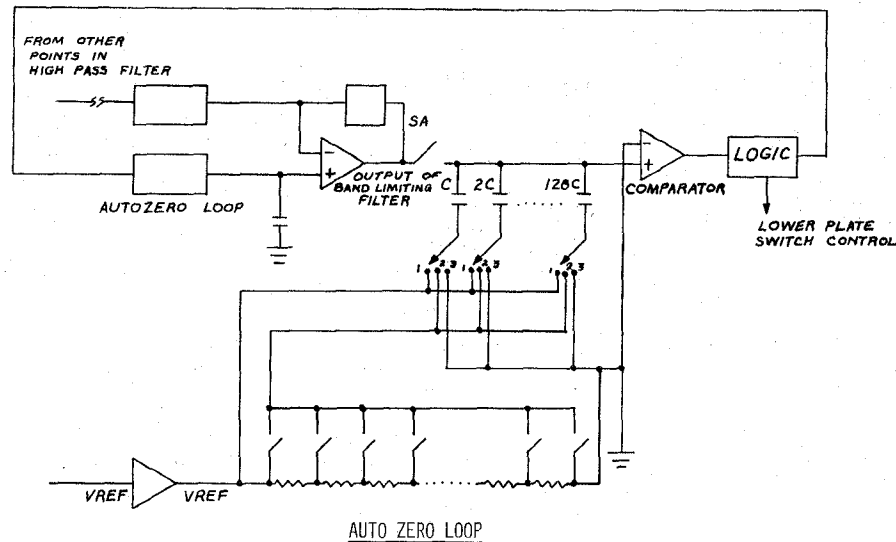 FROM OTHER
POINTS IN
HIGH PASS FILTER
SA
-
+
OUTPUT OF
BAND LIMITING
FILTER
AUTOZERO LOOP
C
2C
128C
-
+
COMPARATOR
LOGIC
LOWER PLATE
SWITCH CONTROL
1 2 3
1 2 3
1 2 3
VREF
VREF
AUTO ZERO LOOP